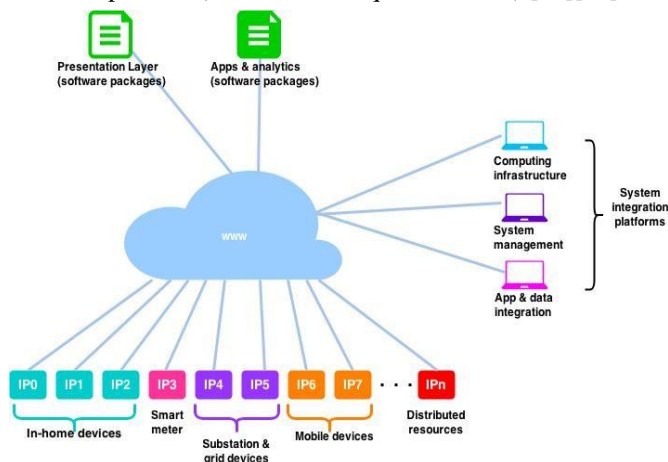 Presentation Layer
(software packages)
Apps & analytics
(software packages)
Computing
infrastructure
System
management
App & data
integration
System
integration
platforms
www
IP0
IP1
IP2
IP3
IP4
IP5
IP6
IP7
. . .
IPn
In-home devices
Smart
meter
Substation &
grid devices
Mobile devices
Distributed
resources